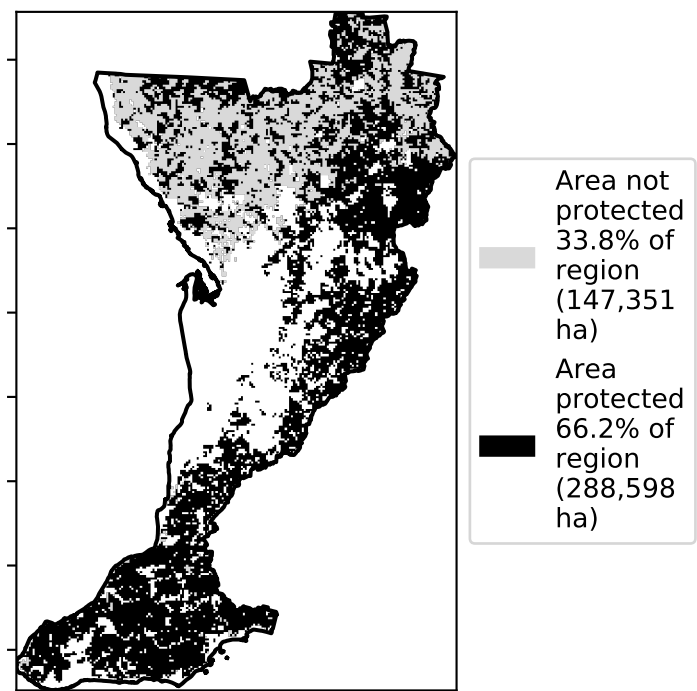 Area not
protected
33.8% of
region
(147,351
ha)
Area
protected
66.2% of
region
(288,598
ha)